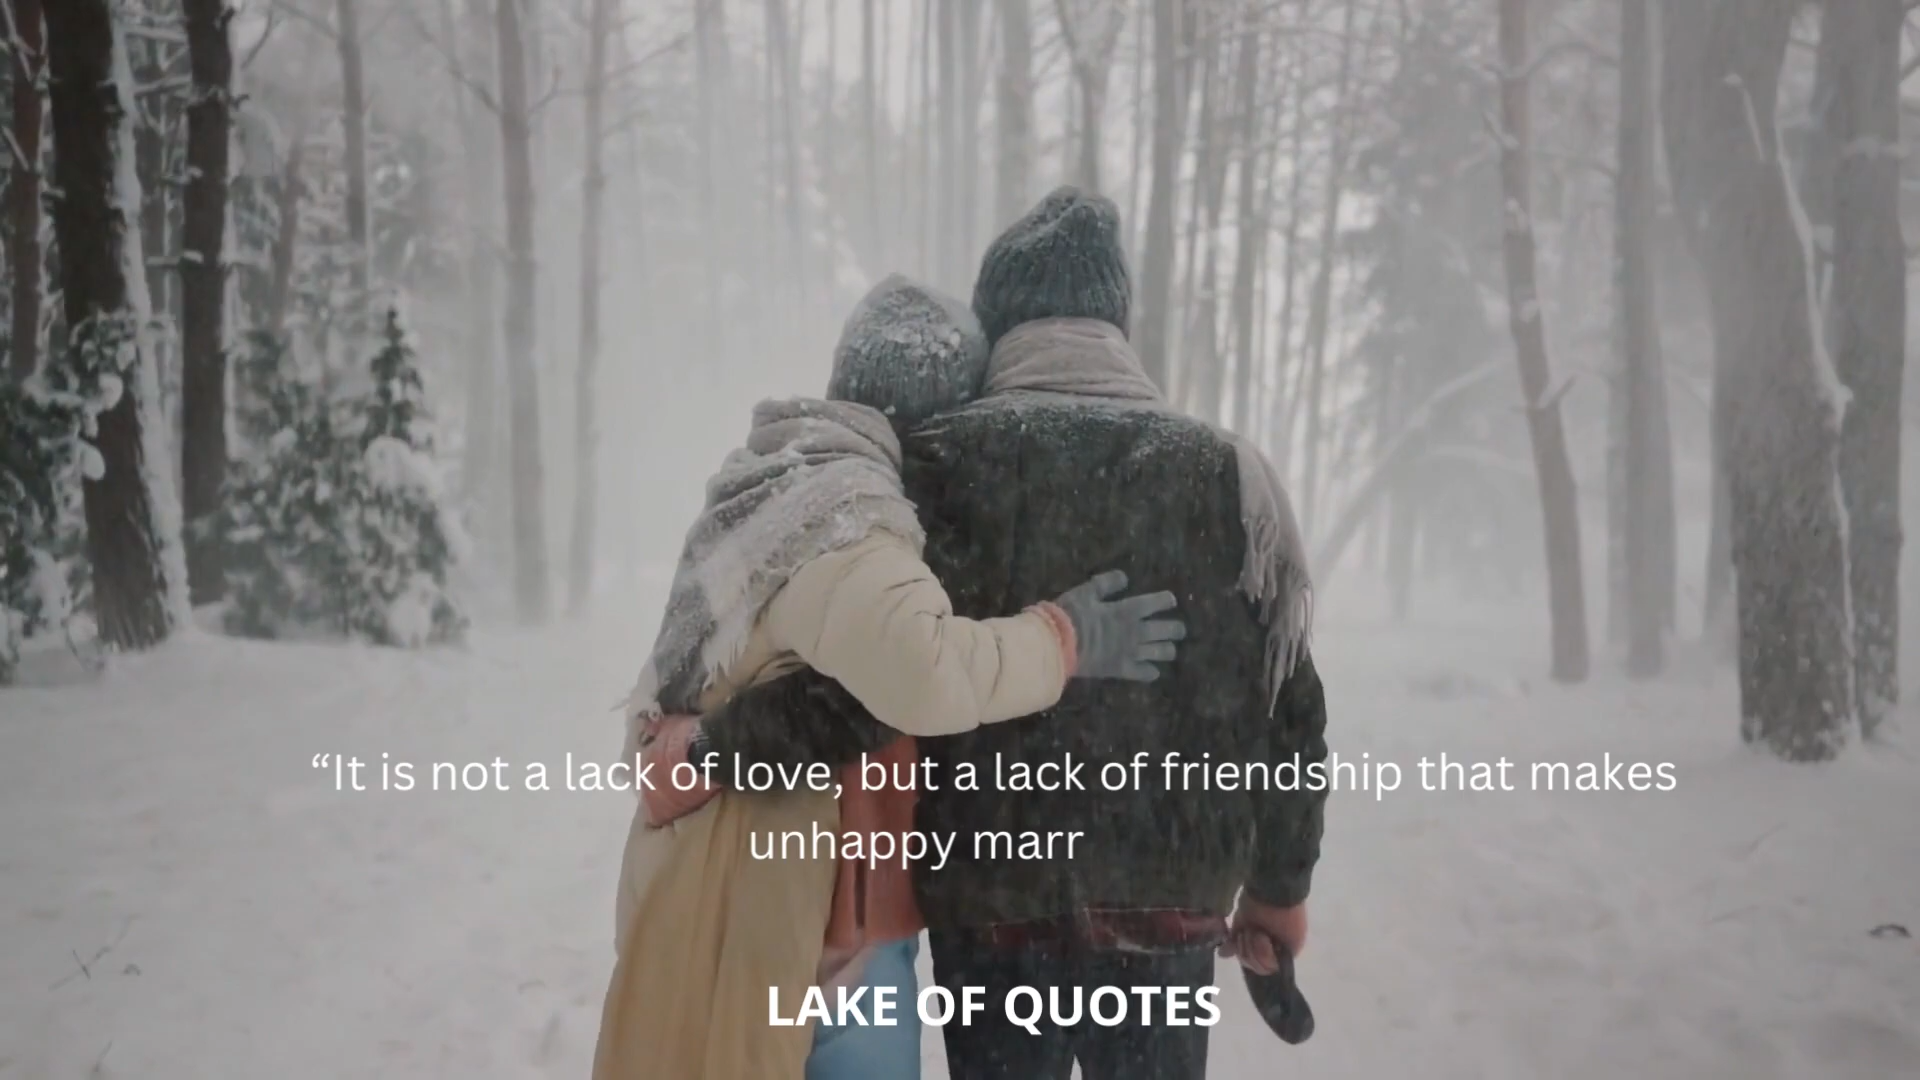 “It is not a lack of love, but a lack of friendship that makes
unhappy marr
LAKE OF QUOTES